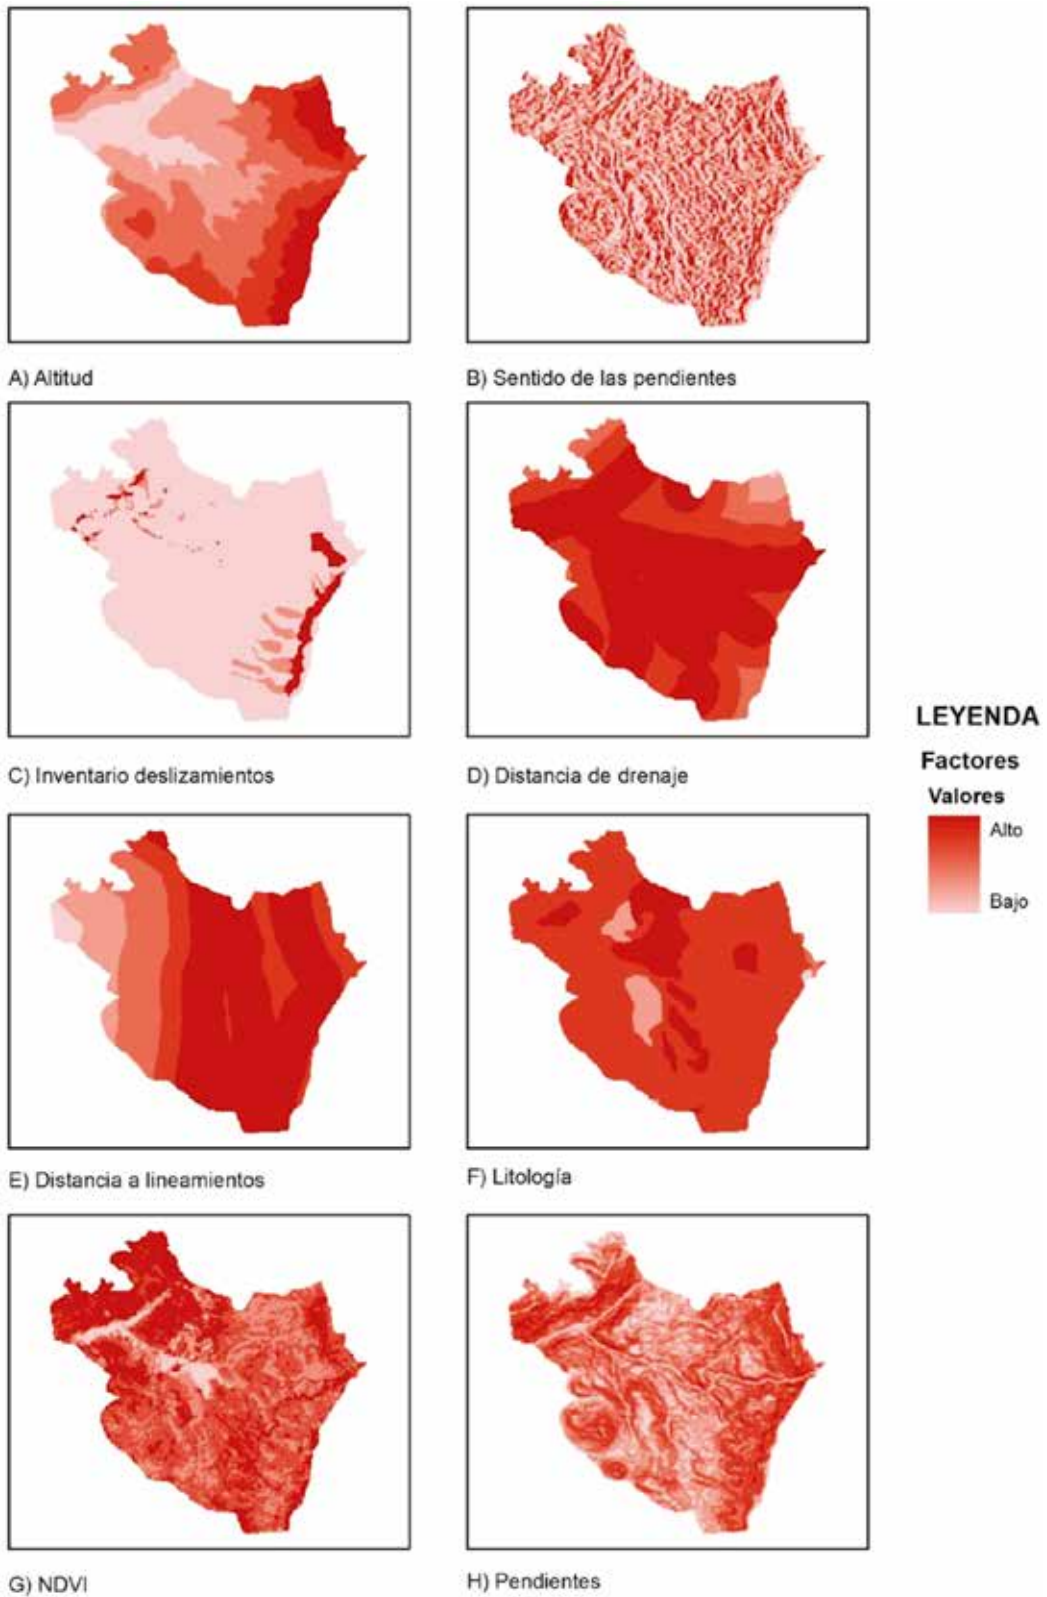 A) Altitud
B) Sentido de las pendientes
C) Inventario deslizamientos
D) Distancia de drenaje
LEYENDA
Factores
Valores
Alto
Bajo
E) Distancia a lineamientos
F) Litología
G) NDVI
H) Pendientes